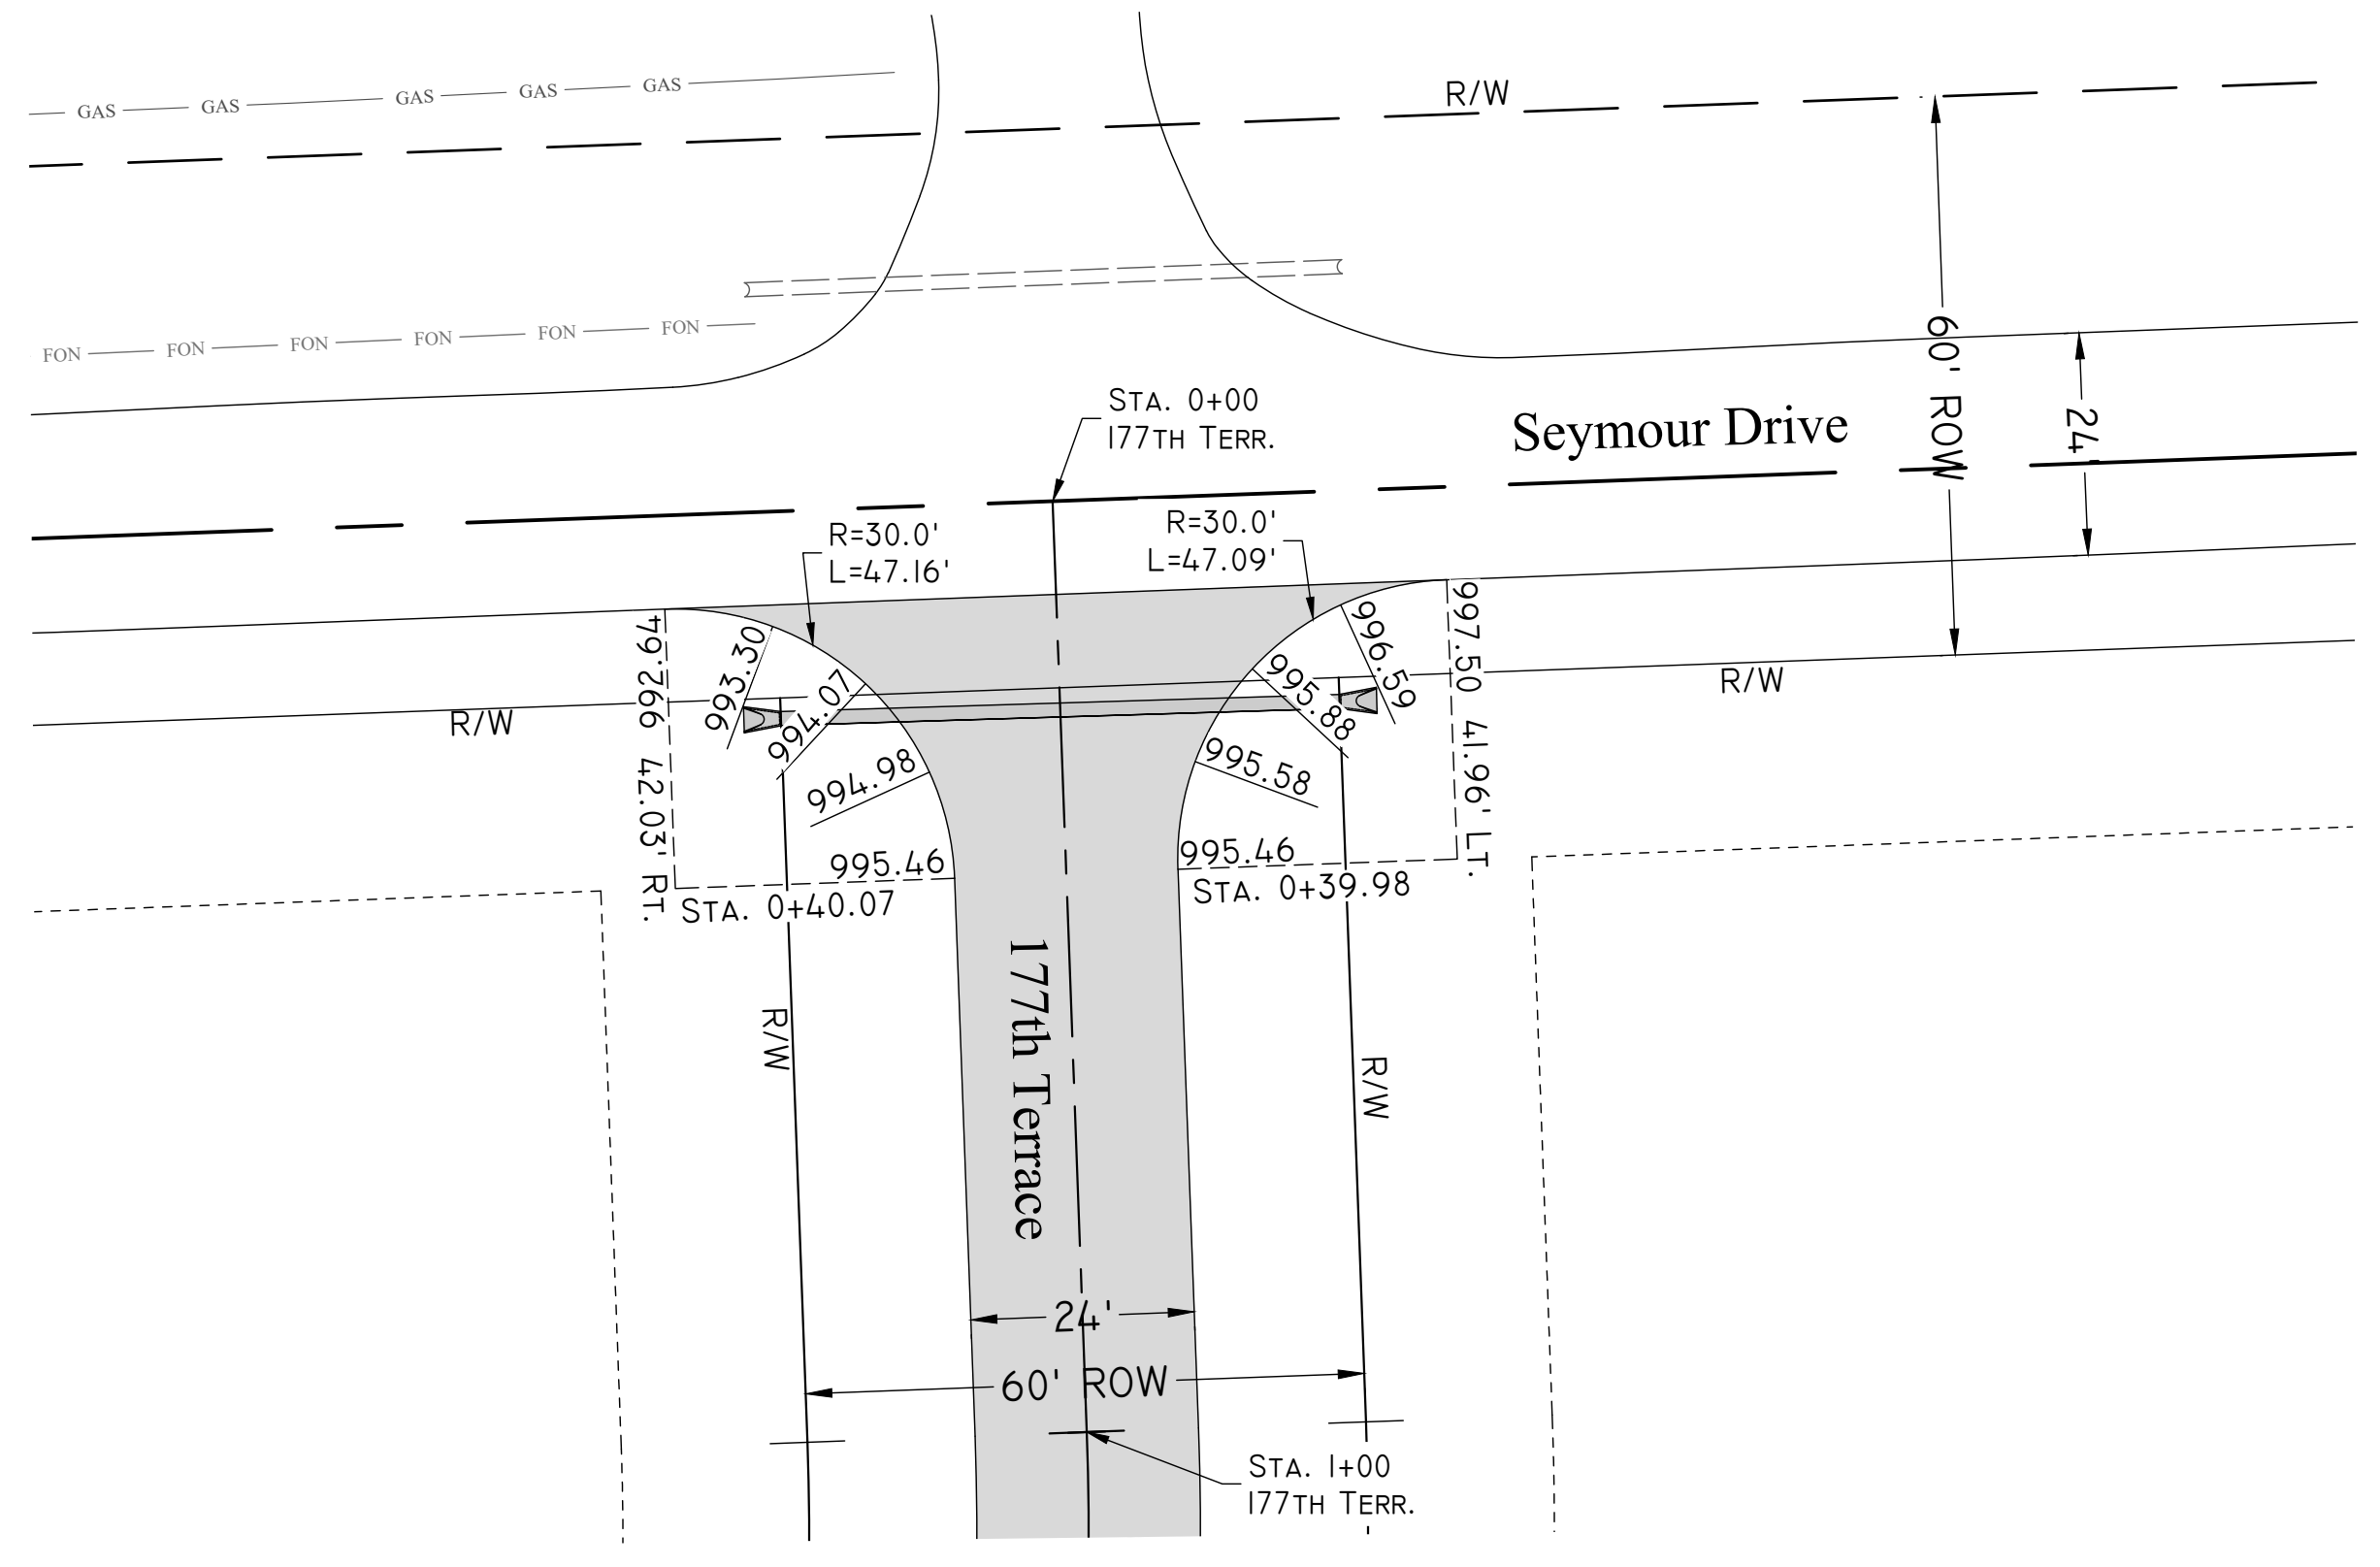 GAS GAS GAS GAS GAS
R/W
FON FON FON FON FON FON
STA. 0+00
177TH TERR.
Seymour Drive
60' ROW
24'
R=30.0'
L=47.16'
R=30.0'
L=47.09'
992.64
42.03' RT.
993.30
994.07
994.98
995.46
STA. 0+40.07
997.50
41.96' LT.
996.59
995.88
995.58
995.46
STA. 0+39.98
R/W
R/W
177th Terrace
R/W
R/W
24'
60' ROW
STA. 1+00
177TH TERR.